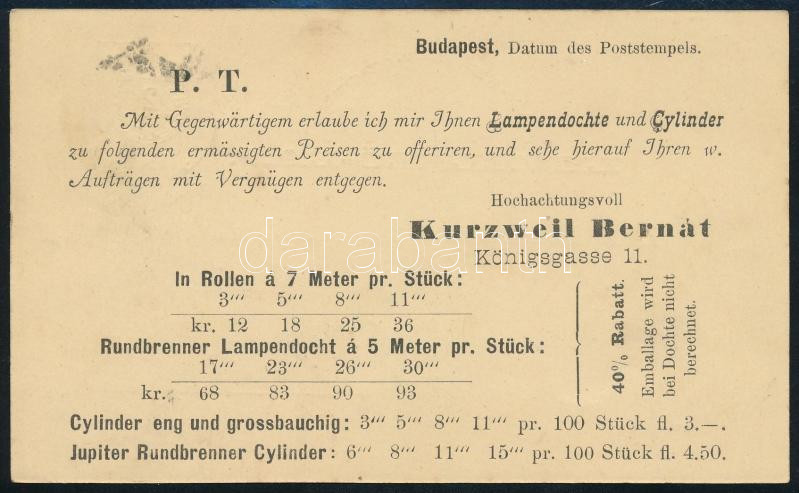 Budapest, Datum des Poststempels.
P. T.
Mit Gegenwärtigem erlaube ich mir Ihnen Lampendochte und Cylinder
zu folgenden ermässigten Preisen zu offeriren, und sehe hierauf Ihren w.
Aufträgen mit Vergnügen entgegen.
Hochachtungsvoll
Kurzweil Bernát
Königsgasse 11.
darabanth
In Rollen á 7 Meter pr. Stück:
3''' 5''' 8''' 11'''
kr. 12 18 25 36
Rundbrenner Lampendocht á 5 Meter pr. Stück:
17''' 23''' 26''' 30'''
kr. 68 83 90 93
40% Rabatt.
Emballage wird
bei Dochte nicht
berechnet.
Cylinder eng und grossbauchig: 3''' 5''' 8''' 11''' pr. 100 Stück fl. 3.—.
Jupiter Rundbrenner Cylinder: 6''' 8''' 11''' 15''' pr. 100 Stück fl. 4.50.